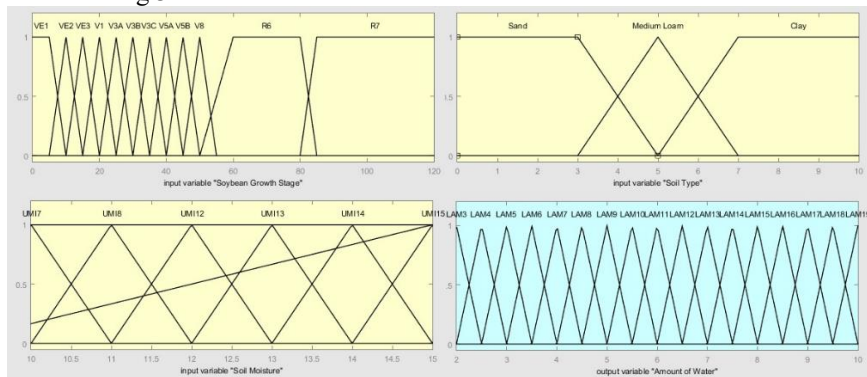 VE1 VE2 VE3 V1 V3A V3B V3C V5A V5B V8 R6 R7
1
0.5
0
0 20 40 60 80 100 120
input variable "Soybean Growth Stage"
Sand Medium Loam Clay
1
1.5
0
0 1 2 3 4 5 6 7 8 9 10
input variable "Soil Type"
UMI7 UMI8 UMI12 UMI13 UMI14 UMI15
1
0.5
0
10 10.5 11 11.5 12 12.5 13 13.5 14 14.5 15
input variable "Soil Moisture"
LAM3 LAM4 LAM5 LAM6 LAM7 LAM8 LAM9 LAM10 LAM11 LAM12 LAM13 LAM14 LAM15 LAM16 LAM17 LAM18 LAM19
1
.5
0
2 3 4 5 6 7 8 9 10
output variable "Amount of Water"